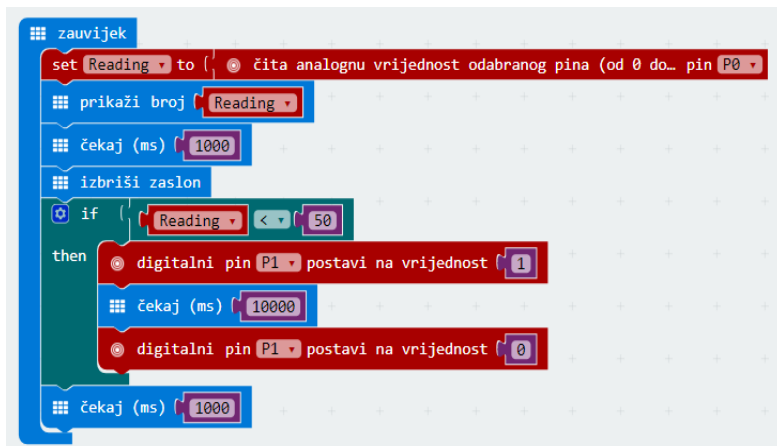 zauvijek
set Reading to čita analognu vrijednost odabranog pina (od 0 do… pin P0
prikaži broj Reading
čekaj (ms) 1000
izbriši zaslon
if Reading < 50
then digitalni pin P1 postavi na vrijednost 1
čekaj (ms) 10000
digitalni pin P1 postavi na vrijednost 0
čekaj (ms) 1000